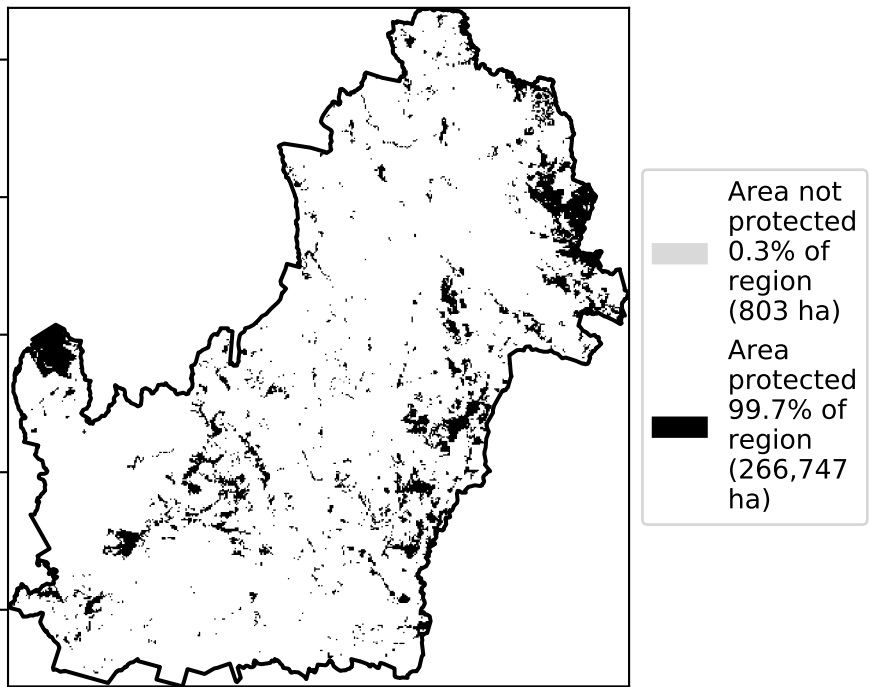 Area not
protected
0.3% of
region
(803 ha)
Area
protected
99.7% of
region
(266,747
ha)